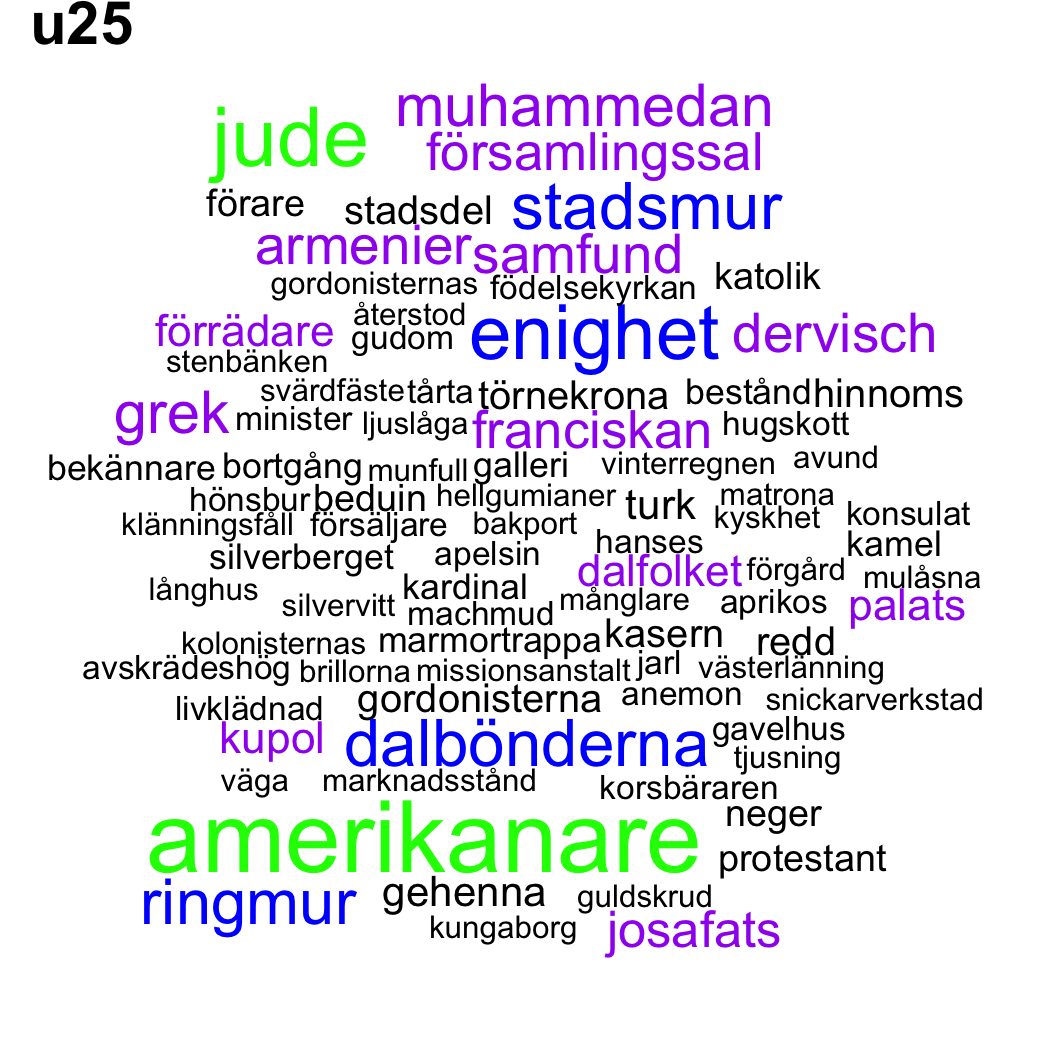 u25
muhammedan
jude
församlingssal
förare stadsdel stadsmur
armenier samfund
gordonisternas födelsekyrkan katolik
återstod
förrädare gudom enighet dervisch
stenbänken
svärdfäste tårta törnekrona bestånd hinnoms
grek minister ljuslåga franciskan hugskott
bekännare bortgång munfull galleri vinterregnen avund
hönsbur beduin hellgumianer turk matrona
klänningsfåll försäljare bakport kyskhet konsulat
silverberget apelsin hanses kamel
långhus kardinal dalfolket förgård mulåsna
silvervitt machmud månglare aprikos palats
kolonisternas marmortrappa kasern redd
avskrädeshög brillorna missionsanstalt jarl västerlänning
livklädnad gordonisterna anemon snickarverkstad
kupol dalbönderna gavelhus
tjusning
väga marknadsstånd korsbäraren
amerikanare neger
protestant
ringmur gehenna guldskrud
kungaborg josafats